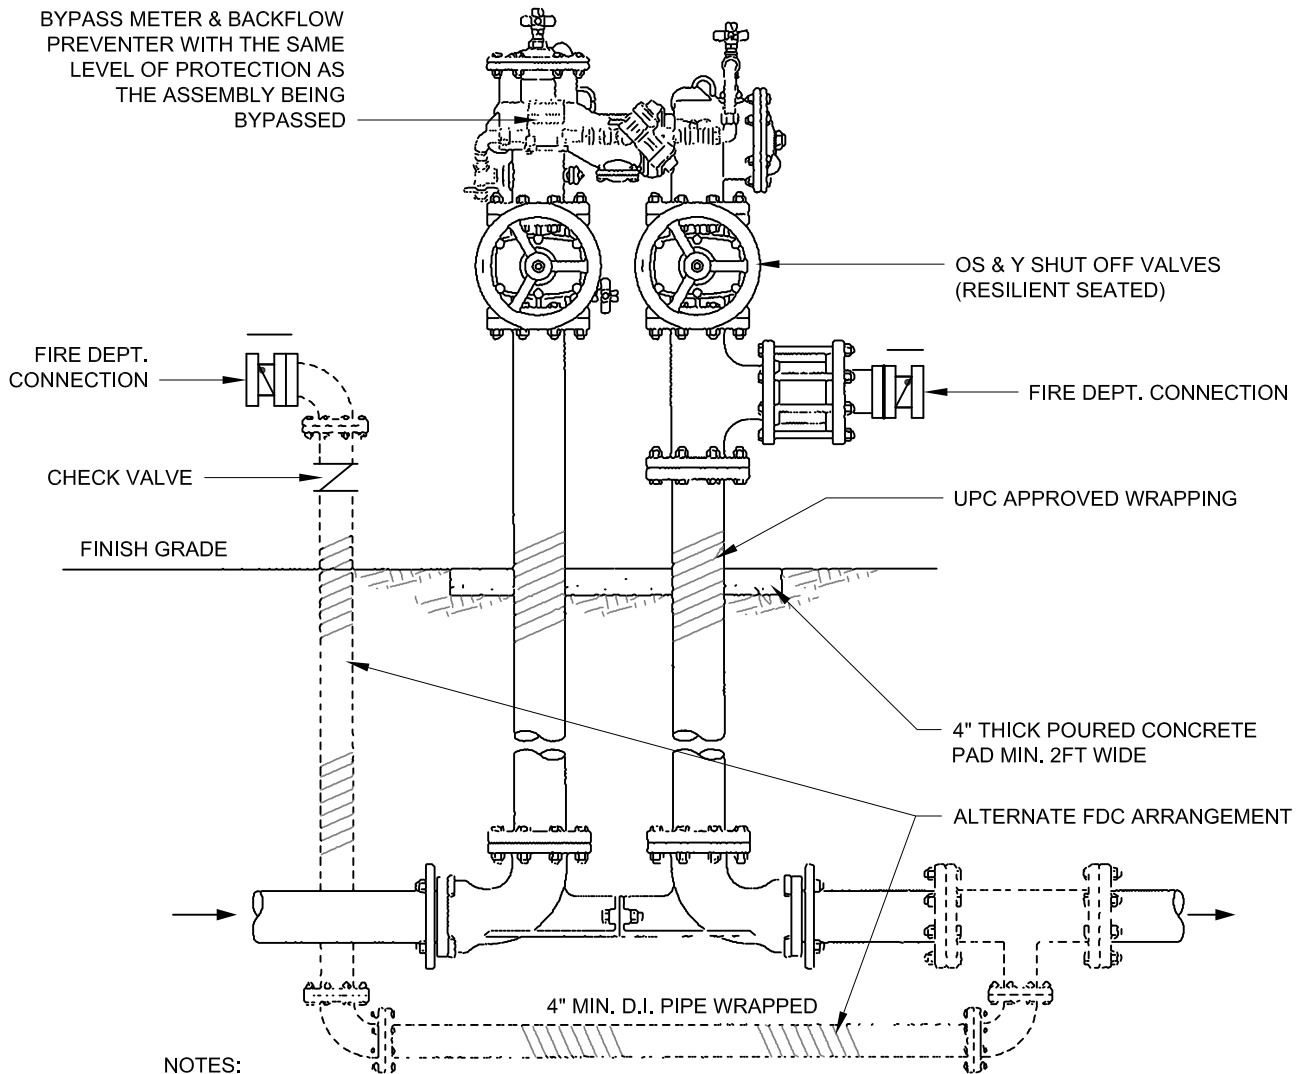 BYPASS METER & BACKFLOW
PREVENTER WITH THE SAME
LEVEL OF PROTECTION AS
THE ASSEMBLY BEING
BYPASSED
OS & Y SHUT OFF VALVES
(RESILIENT SEATED)
FIRE DEPT.
CONNECTION
FIRE DEPT. CONNECTION
CHECK VALVE
UPC APPROVED WRAPPING
FINISH GRADE
4" THICK POURED CONCRETE
PAD MIN. 2FT WIDE
ALTERNATE FDC ARRANGEMENT
4" MIN. D.I. PIPE WRAPPED
NOTES: